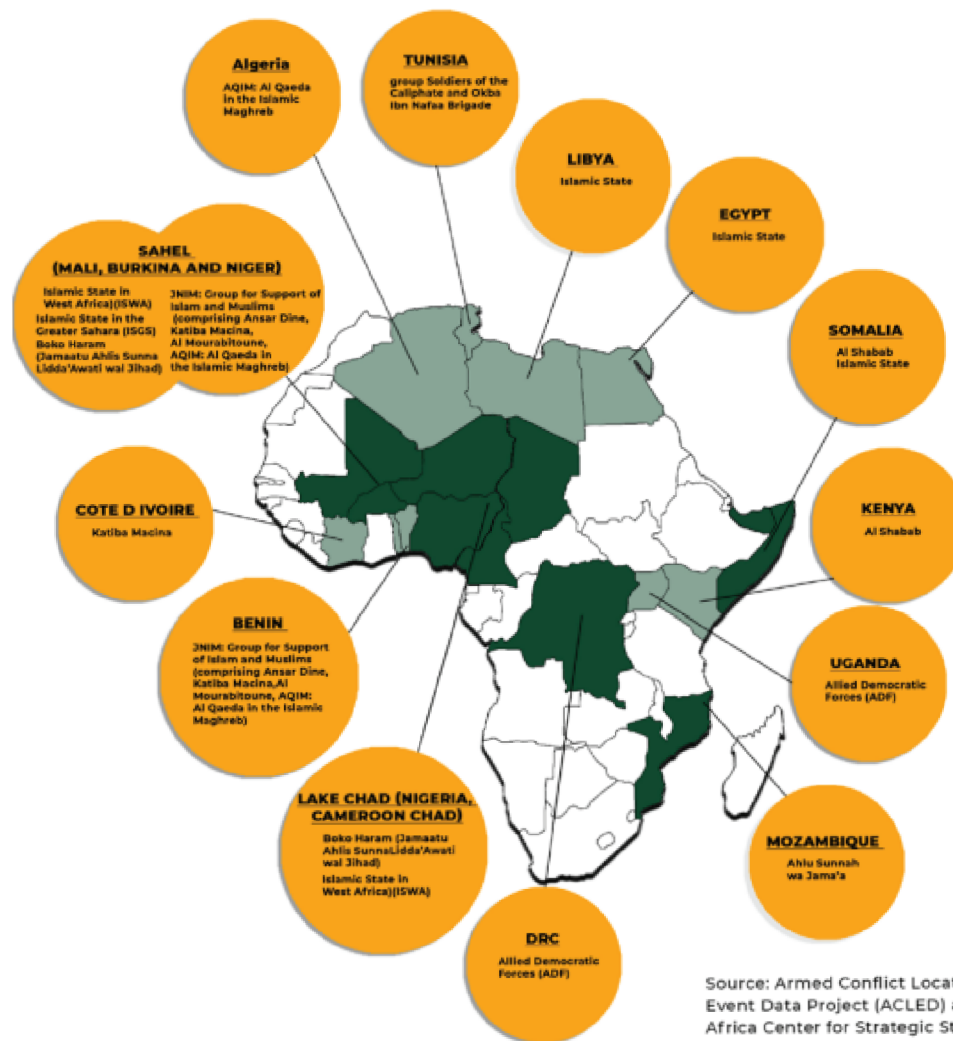 Algeria
AQIM: Al Qaeda
in the Islamic
Maghreb
TUNISIA
group Soldiers of the
Caliphate and Okba
Ibn Nafaa Brigade
LIBYA
Islamic State
EGYPT
Islamic State
SAHEL
(MALI, BURKINA AND NIGER)
Islamic State in
West Africa)(ISWA)
Islamic State in the
Greater Sahara (ISGS)
Boko Haram
(Jamaatu Ahlis Sunna
Lidda'Awati wal Jihad)
JNIM: Group for Support of
Islam and Muslims
(comprising Ansar Dine,
Katiba Macina,
Al Mourabitoune,
AQIM: Al Qaeda in
the Islamic Maghreb)
SOMALIA
Al Shabab
Islamic State
COTE D IVOIRE
Katiba Macina
KENYA
Al Shabab
BENIN
JNIM: Group for Support
of Islam and Muslims
(comprising Ansar Dine,
Katiba Macina,Al
Mourabitoune, AQIM:
Al Qaeda in the Islamic
Maghreb)
UGANDA
Allied Democratic
Forces (ADF)
LAKE CHAD (NIGERIA,
CAMEROON CHAD)
Boko Haram (Jamaatu
Ahlis SunnaLidda'Awati
wal Jihad)
Islamic State in
West Africa)(ISWA)
MOZAMBIQUE
Ahlu Sunnah
wa Jama'a
DRC
Allied Democratic
Forces (ADF)
Source: Armed Conflict Locat
Event Data Project (ACLED) a
Africa Center for Strategic St